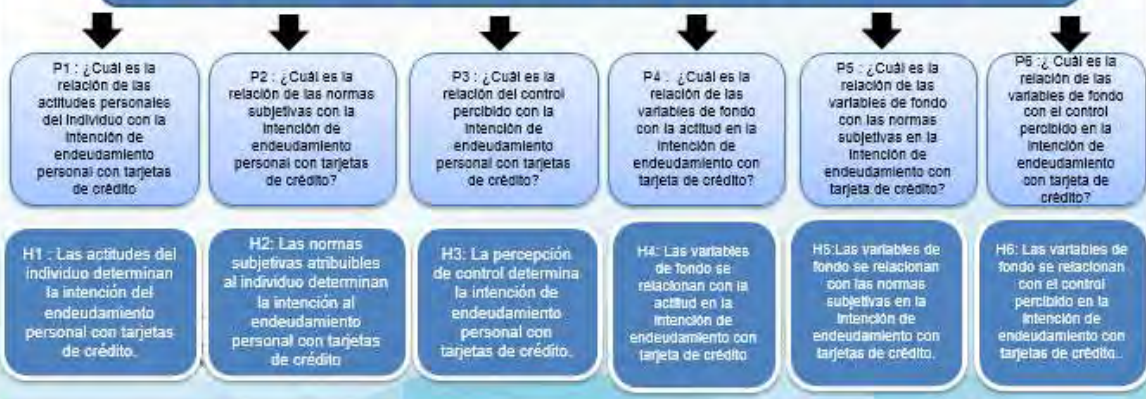 P1 : ¿Cuál es la
relación de las
actitudes personales
del individuo con la
intención de
endeudamiento
personal con tarjetas
de crédito
P2 : ¿Cuál es la
relación de las normas
subjetivas con la
intención de
endeudamiento
personal con tarjetas
de crédito?
P3 : ¿Cuál es la
relación del control
percibido con la
intención de
endeudamiento
personal con tarjetas
de crédito?
P4 : ¿Cuál es la
relación de las
variables de fondo
con la actitud en la
intención de
endeudamiento con
tarjeta de crédito?
P5 : ¿Cuál es la
relación de las
variables de fondo
con las normas
subjetivas en la
intención de
endeudamiento con
tarjeta de crédito?
P6 :¿ Cuál es la
relación de las
variables de fondo
con el control
percibido en la
intención de
endeudamiento
con tarjeta de
crédito?
H1 : Las actitudes del
individuo determinan
la intención del
endeudamiento
personal con tarjetas
de crédito.
H2: Las normas
subjetivas atribuibles
al individuo determinan
la intención al
endeudamiento
personal con tarjetas
de crédito
H3: La percepción
de control determina
la intención de
endeudamiento
personal con
tarjetas de crédito.
H4: Las variables
de fondo se
relacionan con la
actitud en la
intención de
endeudamiento con
tarjeta de crédito
H5:Las variables de
fondo se relacionan
con las normas
subjetivas en la
intención de
endeudamiento con
tarjetas de crédito.
H6: Las variables de
fondo se relacionan
con el control
percibido en la
intención de
endeudamiento con
tarjetas de crédito..